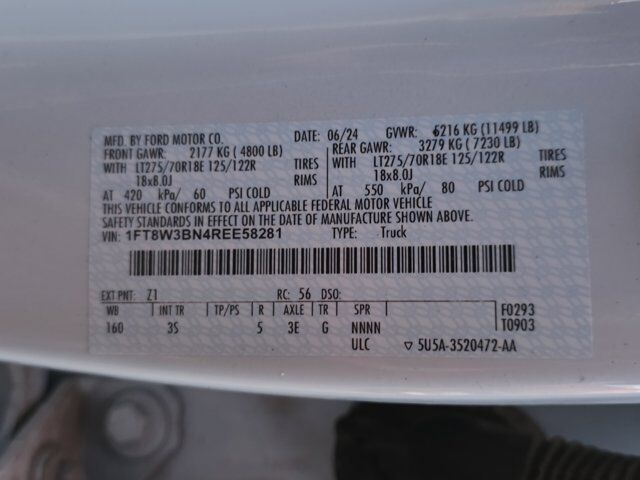 MFD. BY FORD MOTOR CO.
DATE: 06/24 GVWR: 5216 KG (11499 LB)
FRONT GAWR: 2177 KG ( 4800 LB) REAR GAWR: 3279 KG ( 7230 LB)
WITH LT275/70R18E 125/122R TIRES WITH LT275/70R18E 125/122R TIRES
18x8.0J RIMS 18x8.0J RIMS
AT 420 kPa/ 60 PSI COLD AT 550 kPa/ 80 PSI COLD
THIS VEHICLE CONFORMS TO ALL APPLICABLE FEDERAL MOTOR VEHICLE
SAFETY STANDARDS IN EFFECT ON THE DATE OF MANUFACTURE SHOWN ABOVE.
VIN: 1FT8W3BN4REE58281 TYPE: Truck
EXT PNT: Z1 RC: 56 DSO:
WB INT TR TP/PS R AXLE TR SPR F0293
160 3S 5 3E G NNNN T0903
ULC ▽ 5U5A-3520472-AA